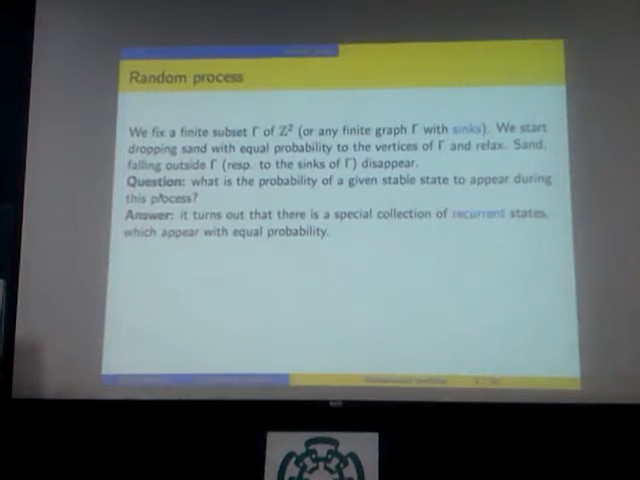 Random process
We fix a finite subset Γ of Z² (or any finite graph Γ with sinks). We start
dropping sand with equal probability to the vertices of Γ and relax. Sand,
falling outside Γ (resp. to the sinks of Γ) disappear.
Question: what is the probability of a given stable state to appear during
this process?
Answer: it turns out that there is a special collection of recurrent states,
which appear with equal probability.